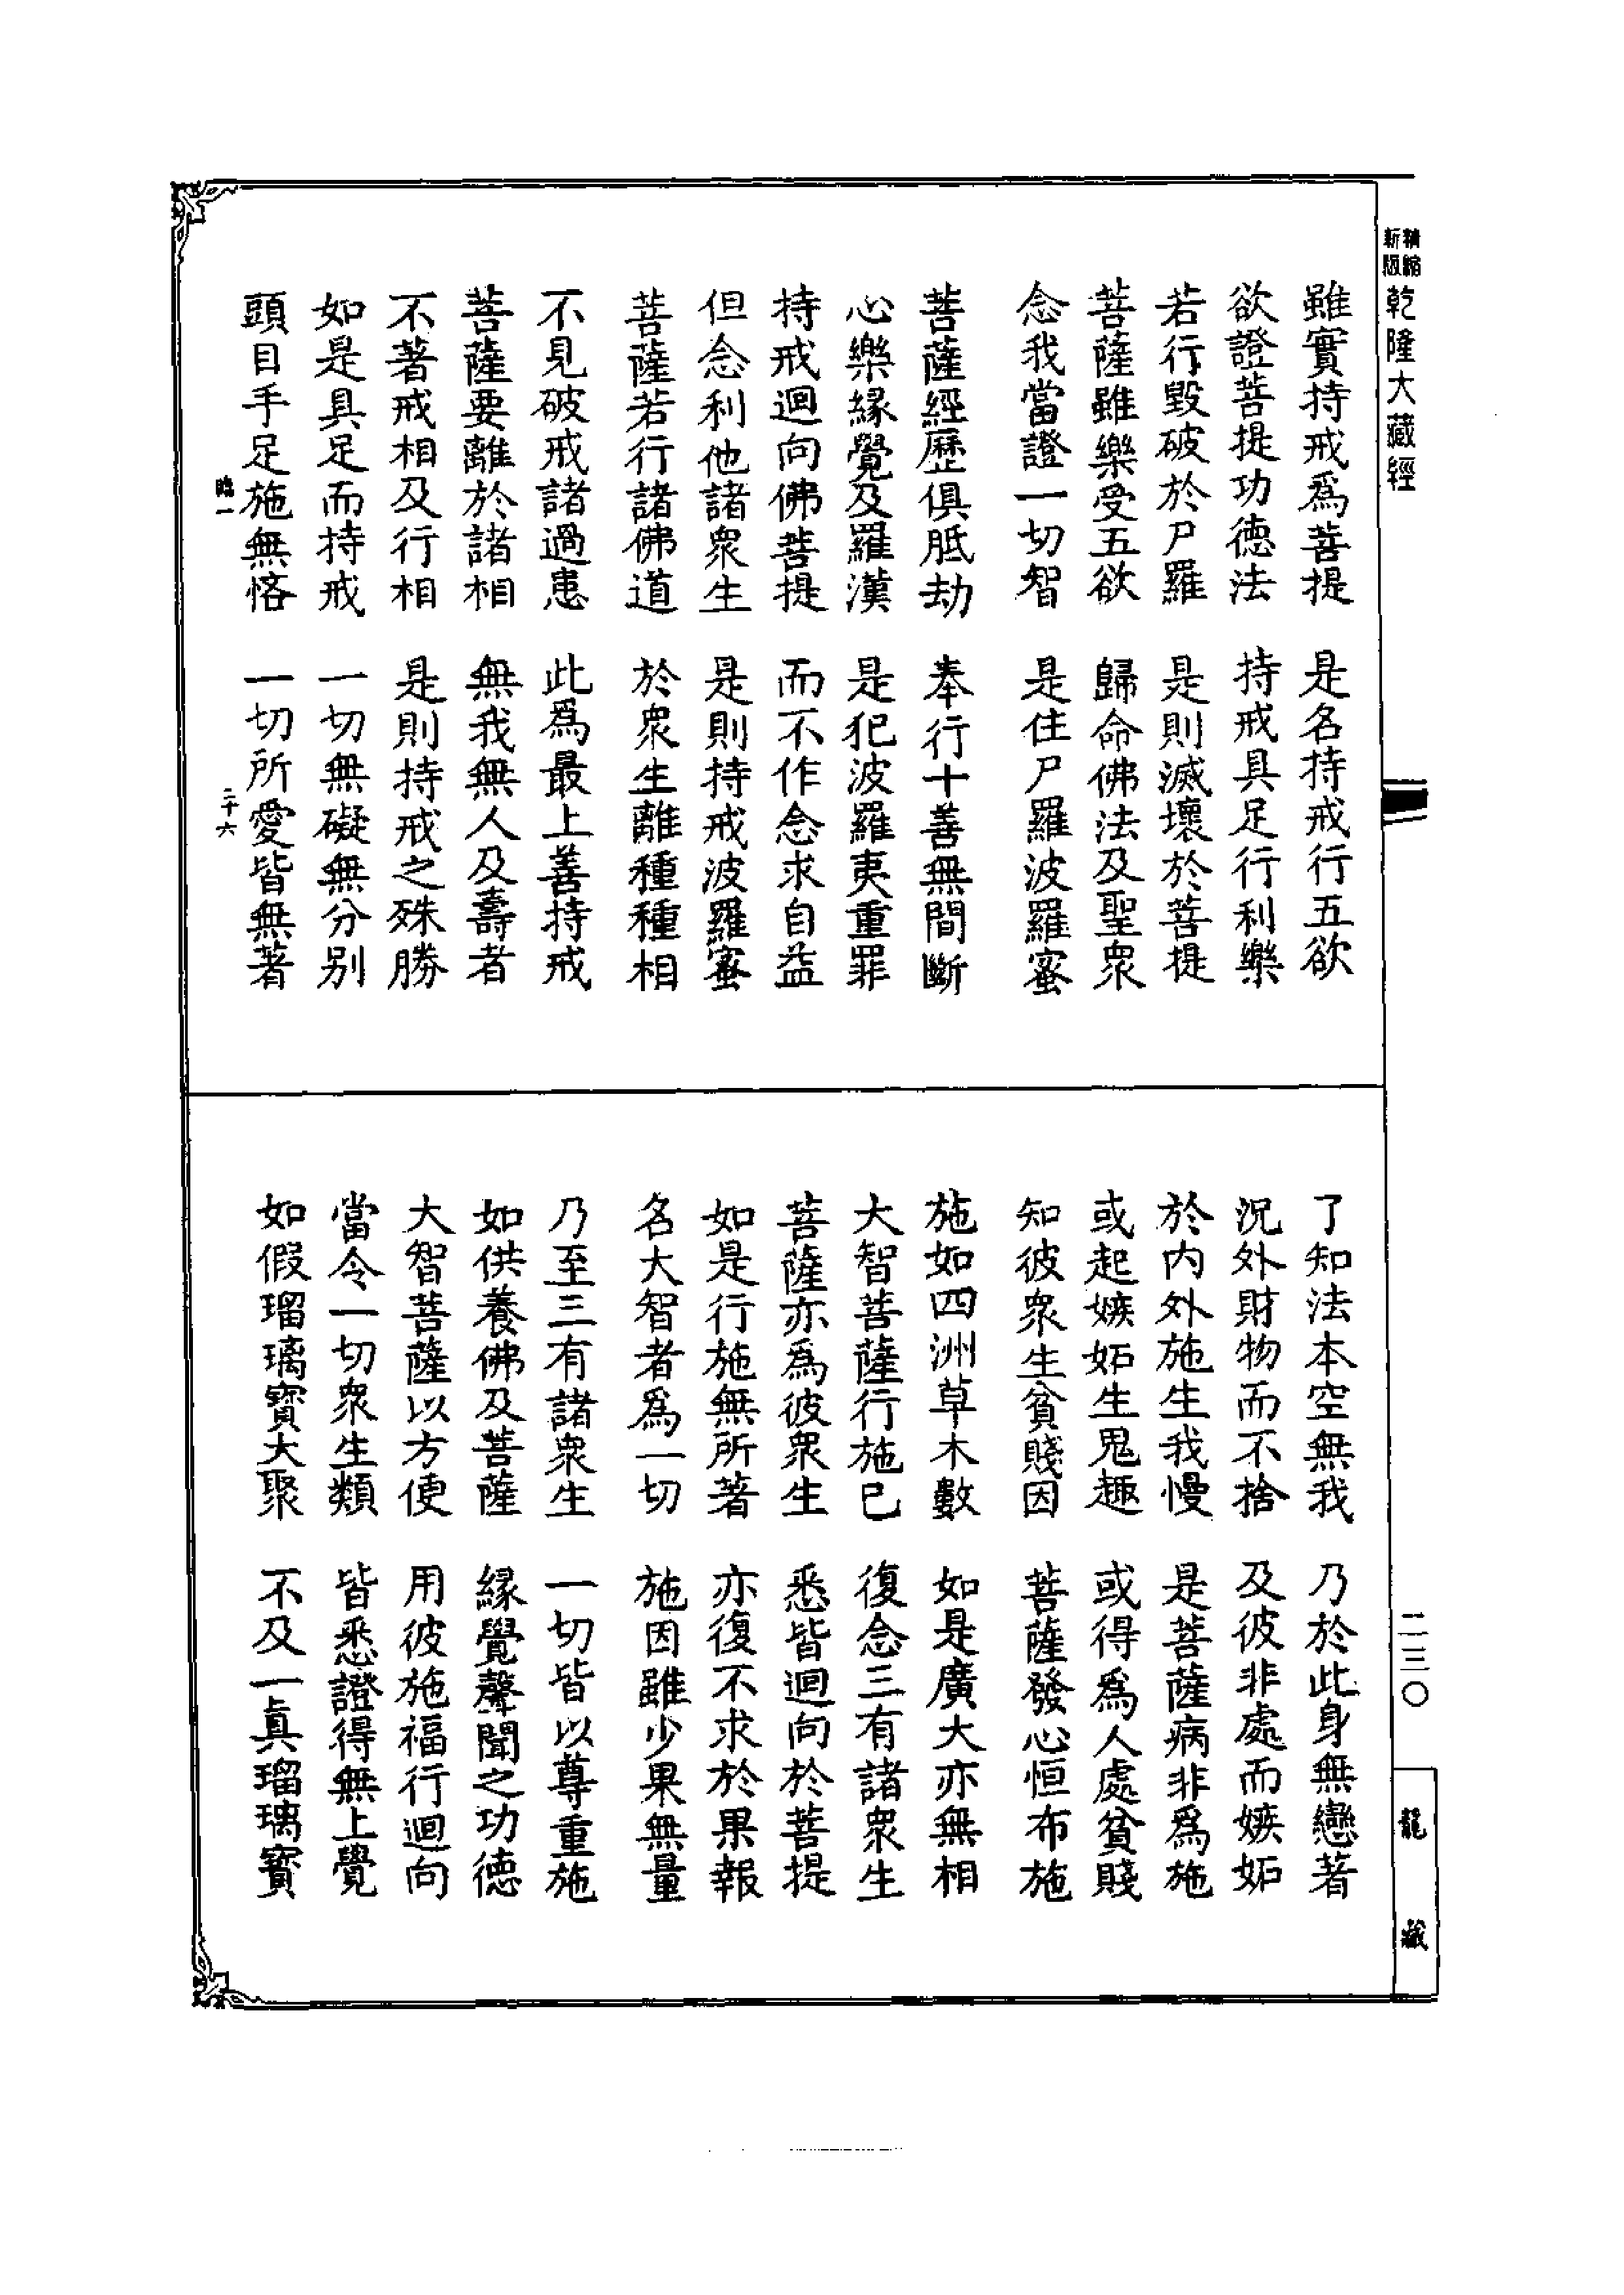 精縮
新版
乾隆大藏經
雖實持戒爲菩提　是名持戒行五欲
欲證菩提功德法　持戒具足行利樂
若行毀破於尸羅　是則滅壞於菩提
菩薩雖樂受五欲　歸命佛法及聖衆
念我當證一切智　是住尸羅波羅蜜
菩薩經歷俱胝劫　奉行十善無間斷
心樂緣覺及羅漢　是犯波羅夷重罪
持戒迴向佛菩提　而不作念求自益
但念利他諸衆生　是則持戒波羅蜜
菩薩若行諸佛道　於衆生離種種相
不見破戒諸過患　此爲最上善持戒
菩薩要離於諸相　無我無人及壽者
不著戒相及行相　是則持戒之殊勝
如是具足而持戒　一切無礙無分別
頭目手足施無悋　一切所愛皆無著
二十六
了知法本空無我　乃於此身無戀著
況外財物而不捨　及彼非處而嫉妬
於内外施生我慢　是菩薩病非爲施
或起嫉妬生鬼趣　或得爲人處貧賤
知彼衆生貧賤因　菩薩發心恒布施
施如四洲草木數　如是廣大亦無相
大智菩薩行施已　復念三有諸衆生
菩薩亦爲彼衆生　悉皆迴向於菩提
如是行施無所著　亦復不求於果報
名大智者爲一切　施因雖少果無量
乃至三有諸衆生　一切皆以尊重施
如供養佛及菩薩　緣覺聲聞之功德
大智菩薩以方便　用彼施福行迴向
當令一切衆生類　皆悉證得無上覺
如假瑠璃寶大聚　不及一真瑠璃寶
二三〇
龍藏